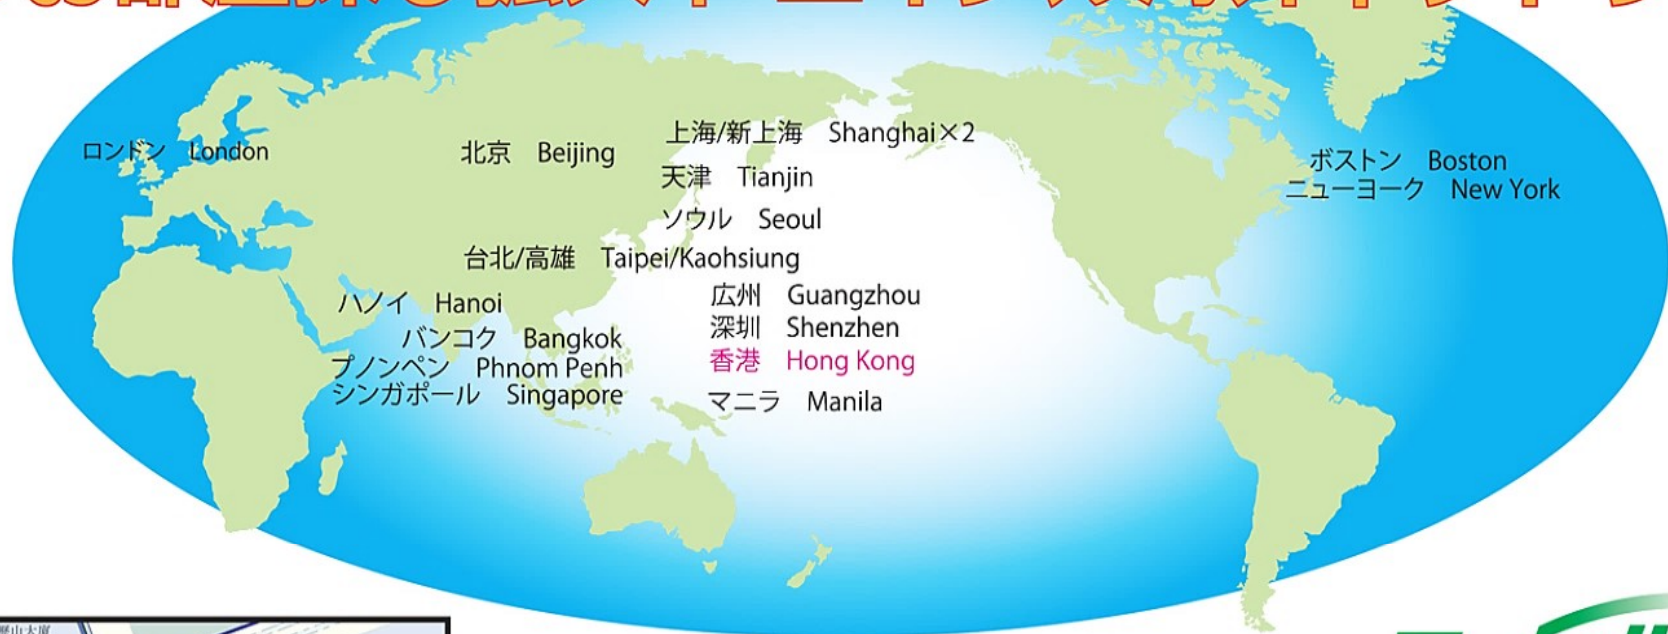 ロンドン London
北京 Beijing
上海/新上海 Shanghai×2
天津 Tianjin
ソウル Seoul
台北/高雄 Taipei/Kaohsiung
ハノイ Hanoi
バンコク Bangkok
プノンペン Phnom Penh
シンガポール Singapore
広州 Guangzhou
深圳 Shenzhen
香港 Hong Kong
マニラ Manila
ボストン Boston
ニューヨーク New York